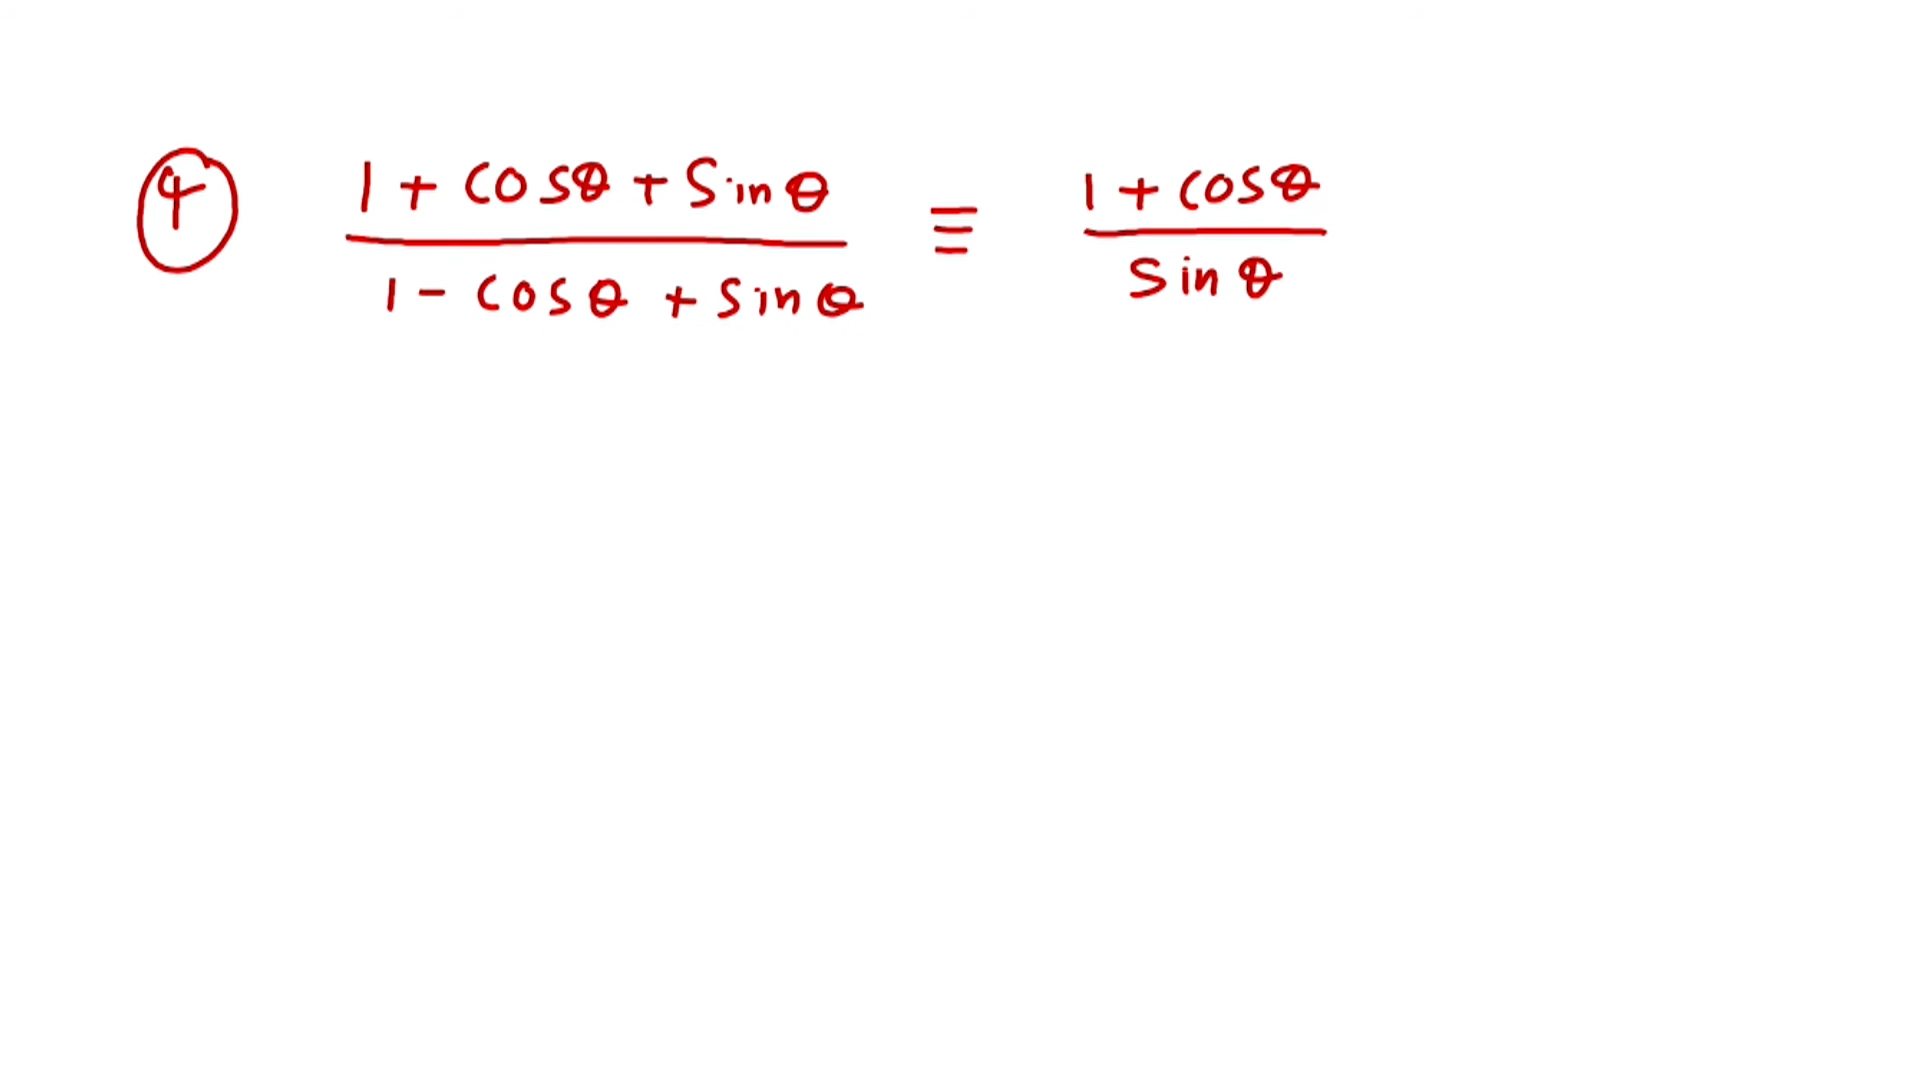 4 (1 + cosθ + Sinθ)/(1 - cosθ + sinθ) ≡ (1 + cosθ)/(sinθ)